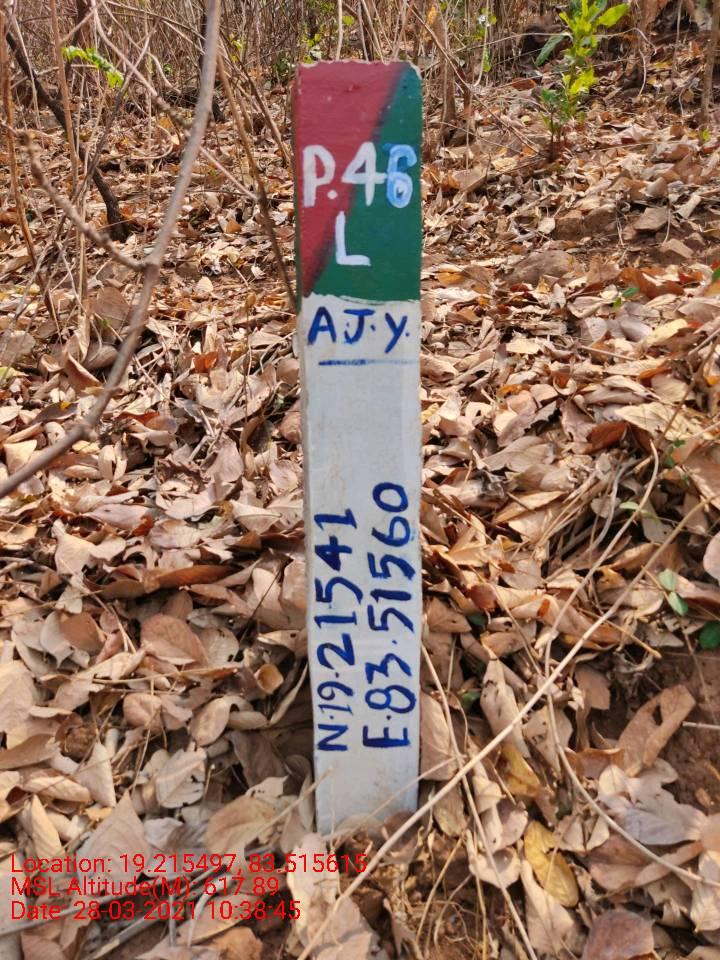 P.46
L
A.J.Y.
N.19.21541
E.83.51560
Location: 19.215497, 83.515615
MSL Altitude(M): 617.89
Date: 28-03-2021 10:38:45